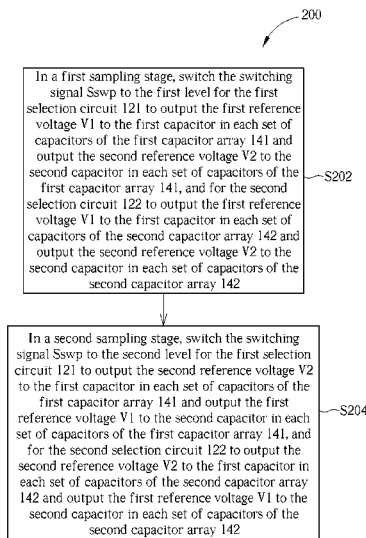 200
In a first sampling stage, switch the switching
signal Sswp to the first level for the first
selection circuit 121 to output the first reference
voltage V1 to the first capacitor in each set of
capacitors of the first capacitor array 141 and
output the second reference voltage V2 to the
second capacitor in each set of capacitors of the
first capacitor array 141, and for the second
selection circuit 122 to output the first reference
voltage V1 to the first capacitor in each set of
capacitors of the second capacitor array 142 and
output the second reference voltage V2 to the
second capacitor in each set of capacitors of the
second capacitor array 142
S202
In a second sampling stage, switch the switching
signal Sswp to the second level for the first selection
circuit 121 to output the second reference voltage V2
to the first capacitor in each set of capacitors of the
first capacitor array 141 and output the first
reference voltage V1 to the second capacitor in each
set of capacitors of the first capacitor array 141, and
for the second selection circuit 122 to output the
second reference voltage V2 to the first capacitor in
each set of capacitors of the second capacitor array
142 and output the first reference voltage V1 to the
second capacitor in each set of capacitors of the
second capacitor array 142
S204